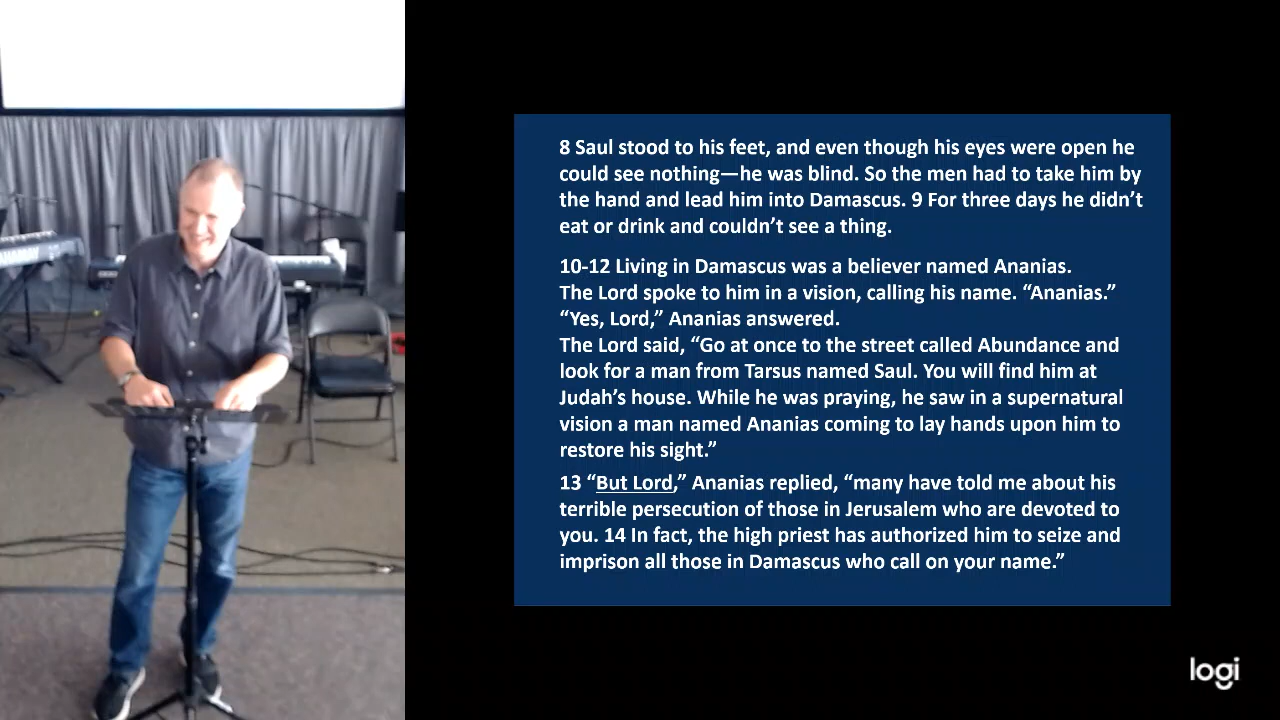 8 Saul stood to his feet, and even though his eyes were open he
could see nothing—he was blind. So the men had to take him by
the hand and lead him into Damascus. 9 For three days he didn’t
eat or drink and couldn’t see a thing.
10-12 Living in Damascus was a believer named Ananias.
The Lord spoke to him in a vision, calling his name. “Ananias.”
“Yes, Lord,” Ananias answered.
The Lord said, “Go at once to the street called Abundance and
look for a man from Tarsus named Saul. You will find him at
Judah’s house. While he was praying, he saw in a supernatural
vision a man named Ananias coming to lay hands upon him to
restore his sight.”
13 “But Lord,” Ananias replied, “many have told me about his
terrible persecution of those in Jerusalem who are devoted to
you. 14 In fact, the high priest has authorized him to seize and
imprison all those in Damascus who call on your name.”
logi